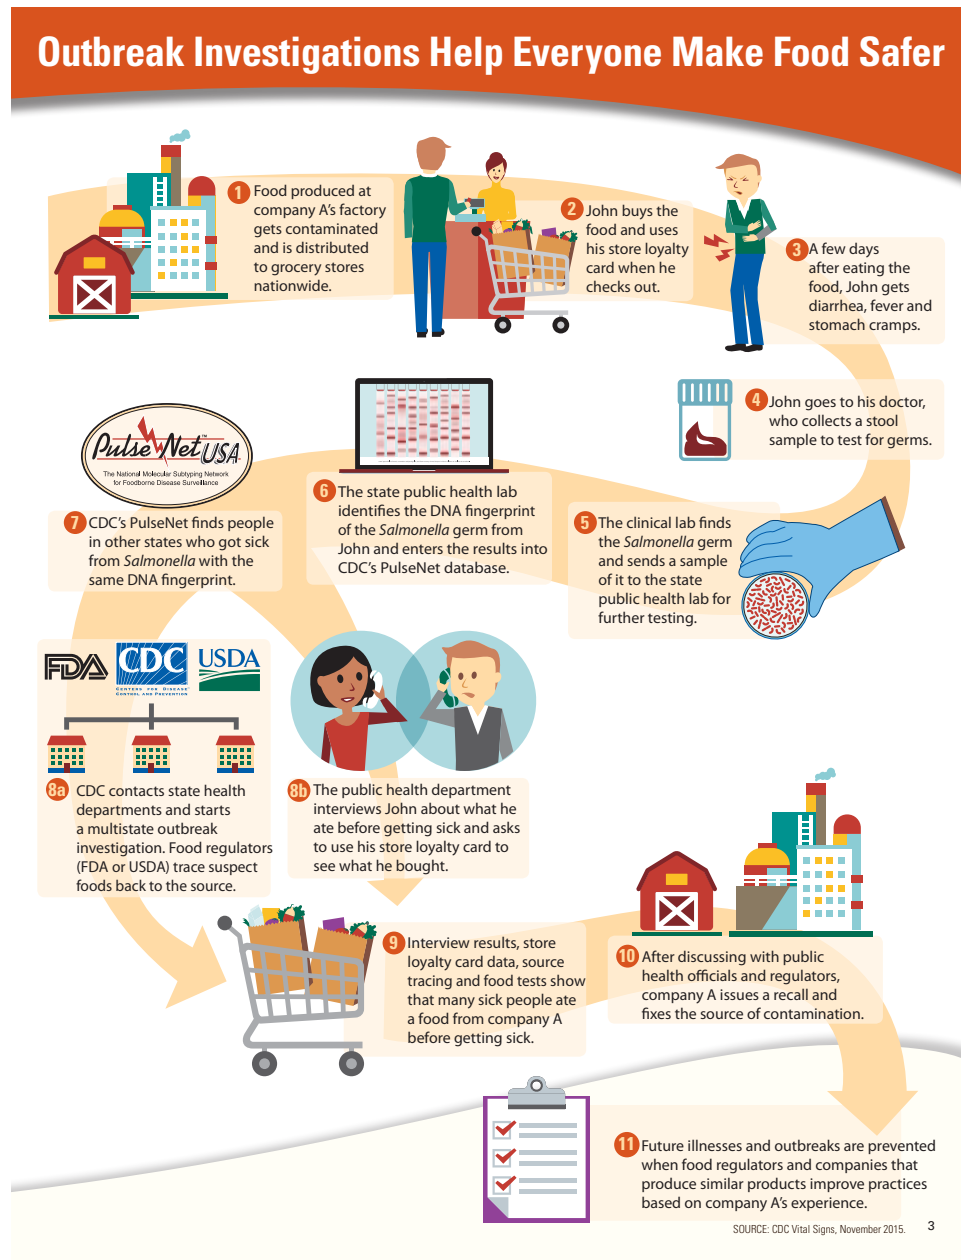 Outbreak Investigations Help Everyone Make Food Safer
1 Food produced at
company A’s factory
gets contaminated
and is distributed
to grocery stores
nationwide.
2 John buys the
food and uses
his store loyalty
card when he
checks out.
3 A few days
after eating the
food, John gets
diarrhea, fever and
stomach cramps.
4 John goes to his doctor,
who collects a stool
sample to test for germs.
5 The clinical lab finds
the Salmonella germ
and sends a sample
of it to the state
public health lab for
further testing.
6 The state public health lab
identifies the DNA fingerprint
of the Salmonella germ from
John and enters the results into
CDC’s PulseNet database.
Pulse Net™ USA
The National Molecular Subtyping Network
for Foodborne Disease Surveillance
7 CDC’s PulseNet finds people
in other states who got sick
from Salmonella with the
same DNA fingerprint.
FDA CDC USDA
CENTERS FOR DISEASE
CONTROL AND PREVENTION
8a CDC contacts state health
departments and starts
a multistate outbreak
investigation. Food regulators
(FDA or USDA) trace suspect
foods back to the source.
8b The public health department
interviews John about what he
ate before getting sick and asks
to use his store loyalty card to
see what he bought.
9 Interview results, store
loyalty card data, source
tracing and food tests show
that many sick people ate
a food from company A
before getting sick.
10 After discussing with public
health officials and regulators,
company A issues a recall and
fixes the source of contamination.
11 Future illnesses and outbreaks are prevented
when food regulators and companies that
produce similar products improve practices
based on company A’s experience.
SOURCE: CDC Vital Signs, November 2015. 3